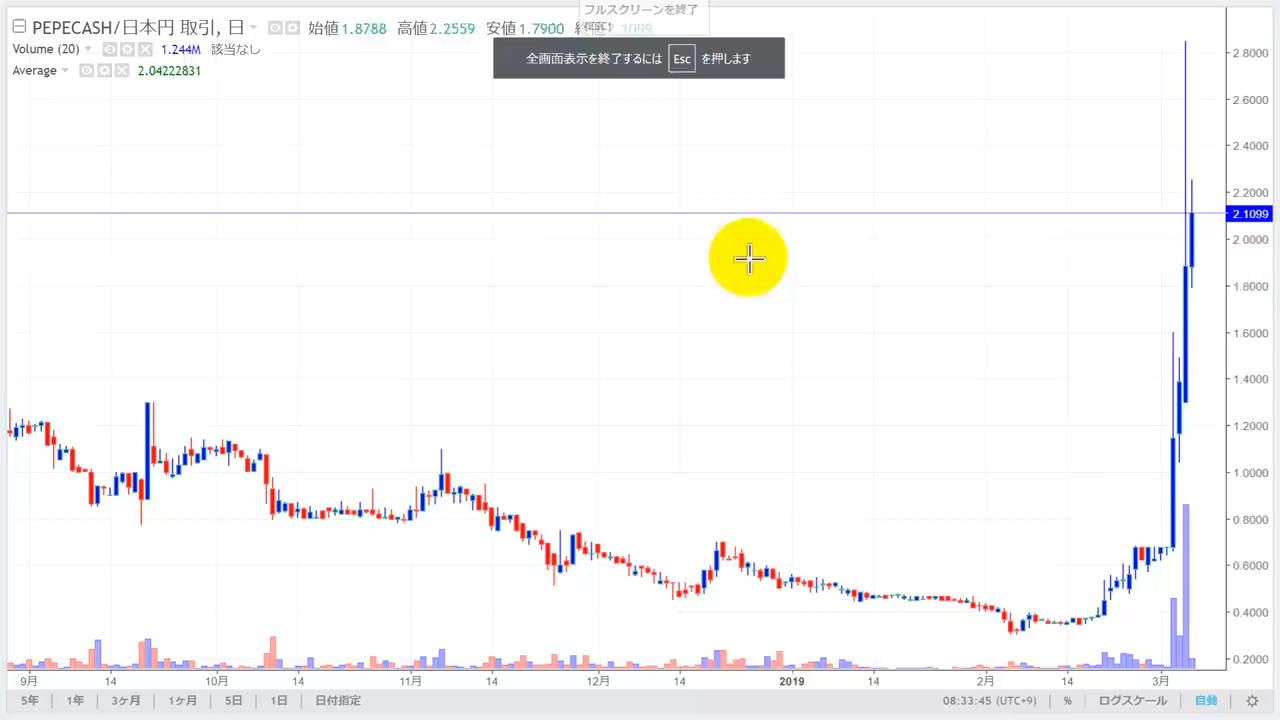 フルスクリーンを終了
PEPECASH/日本円 取引, 日 始値1.8788 高値2.2559 安値1.7900 終値2.1099
Volume (20) 1.244M 該当なし
全画面表示を終了するには Esc を押します
Average 2.04222831
2.8000
2.6000
2.4000
2.2000
2.1099
2.0000
1.8000
1.6000
1.4000
1.2000
1.0000
0.8000
0.6000
0.4000
0.2000
9月 14 10月 14 11月 14 12月 14 2019 14 2月 14 3月
5年 1年 3ヶ月 1ヶ月 5日 1日 日付指定 08:33:45 (UTC+9) % ログスケール 自動